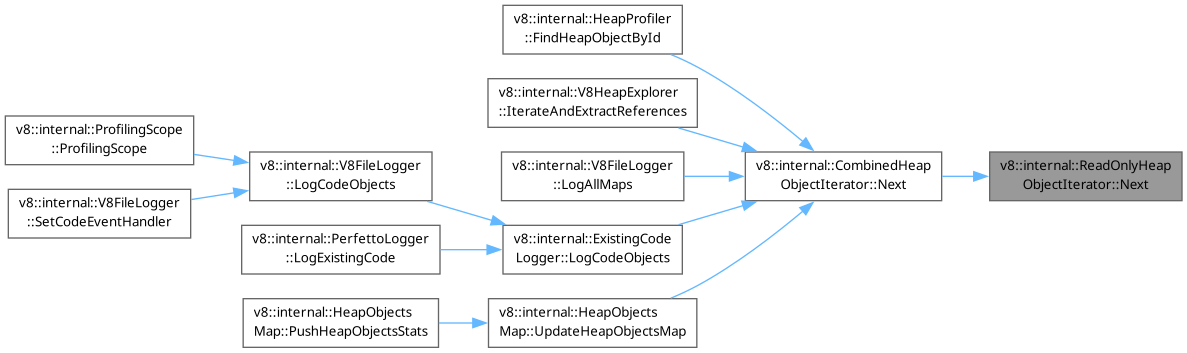 v8::internal::HeapProfiler
::FindHeapObjectById
v8::internal::V8HeapExplorer
::IterateAndExtractReferences
v8::internal::ProfilingScope
::ProfilingScope
v8::internal::V8FileLogger
::LogCodeObjects
v8::internal::V8FileLogger
::LogAllMaps
v8::internal::CombinedHeap
ObjectIterator::Next
v8::internal::ReadOnlyHeap
ObjectIterator::Next
v8::internal::V8FileLogger
::SetCodeEventHandler
v8::internal::PerfettoLogger
::LogExistingCode
v8::internal::ExistingCode
Logger::LogCodeObjects
v8::internal::HeapObjects
Map::PushHeapObjectsStats
v8::internal::HeapObjects
Map::UpdateHeapObjectsMap